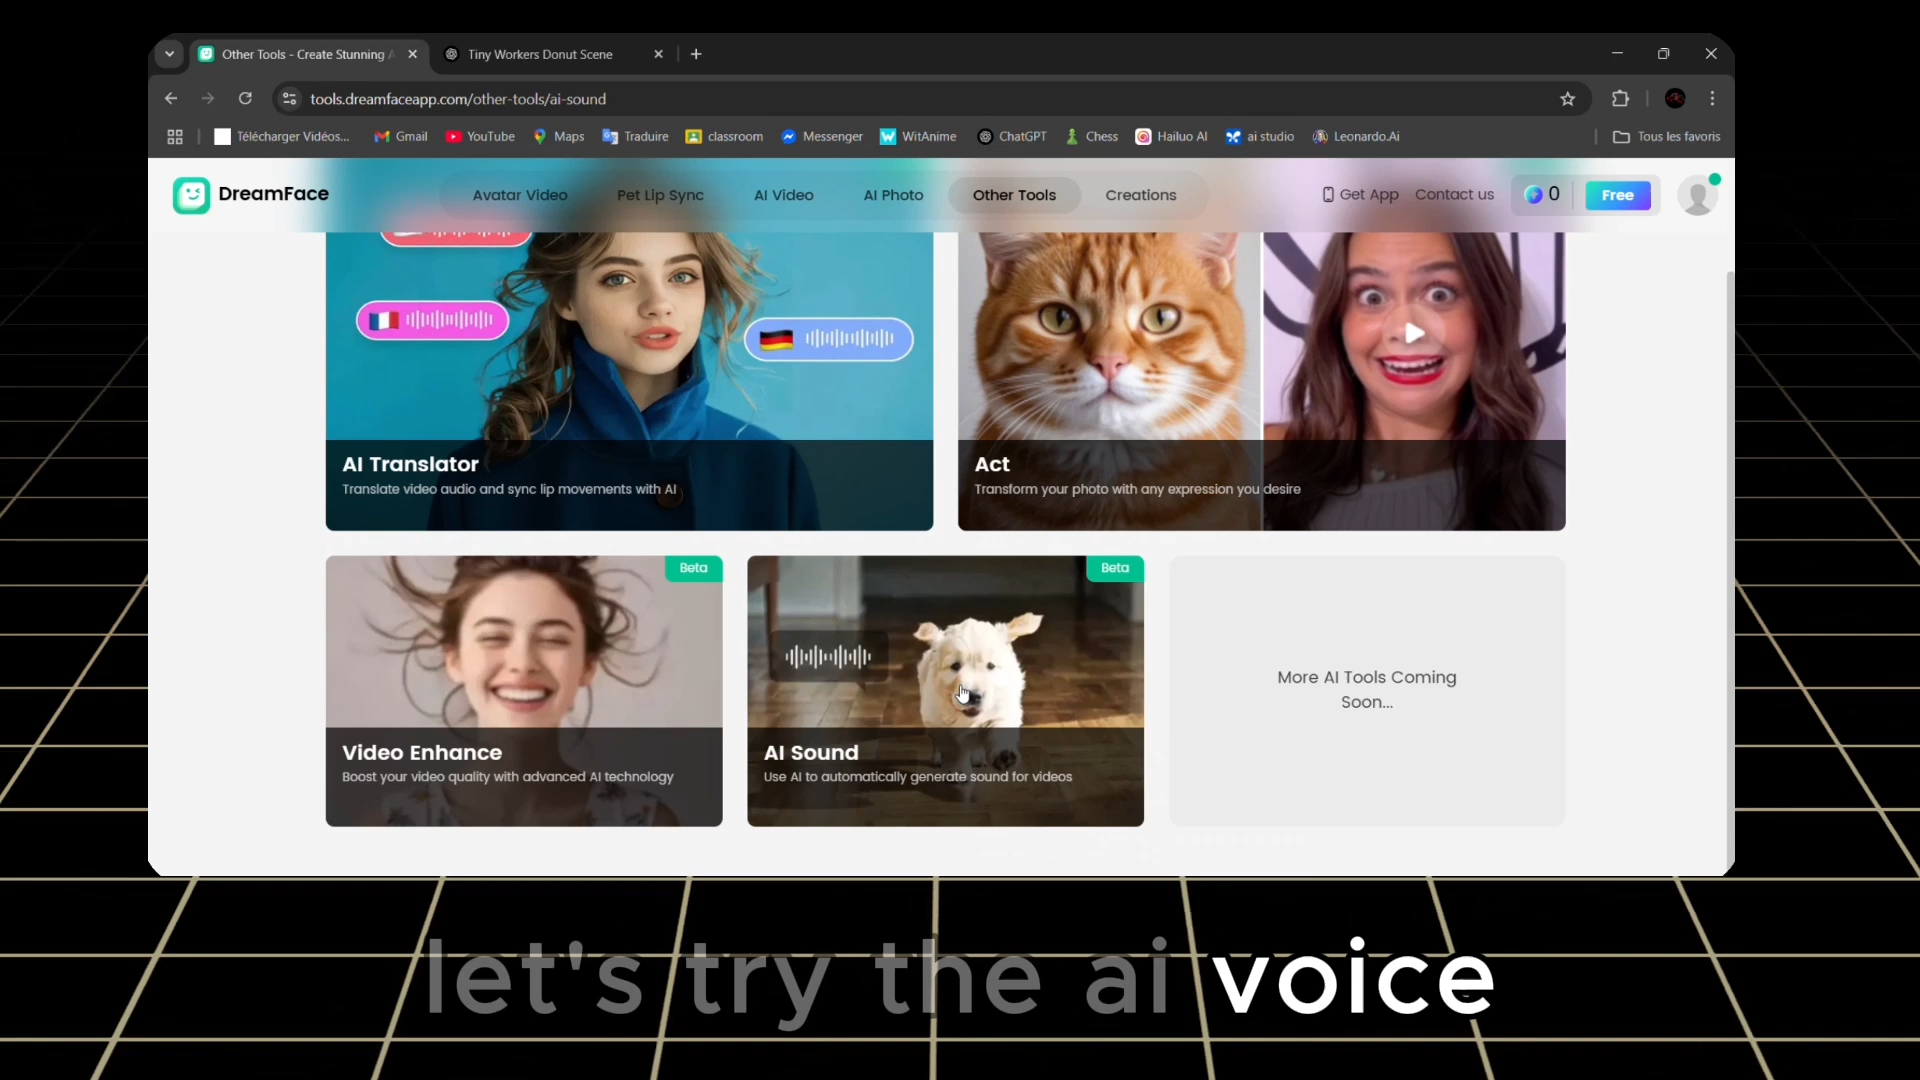 Other Tools - Create Stunning A
Tiny Workers Donut Scene
tools.dreamfaceapp.com/other-tools/ai-sound
Télécharger Vidéos...
Gmail
YouTube
Maps
Traduire
classroom
Messenger
WitAnime
ChatGPT
Chess
Hailuo AI
ai studio
Leonardo.Ai
Tous les favoris
DreamFace
Avatar Video
Pet Lip Sync
AI Video
AI Photo
Other Tools
Creations
Get App
Contact us
0
Free
AI Translator
Translate video audio and sync lip movements with AI
Act
Transform your photo with any expression you desire
Beta
Video Enhance
Boost your video quality with advanced AI technology
Beta
AI Sound
Use AI to automatically generate sound for videos
More AI Tools Coming
Soon...
let's try the ai voice